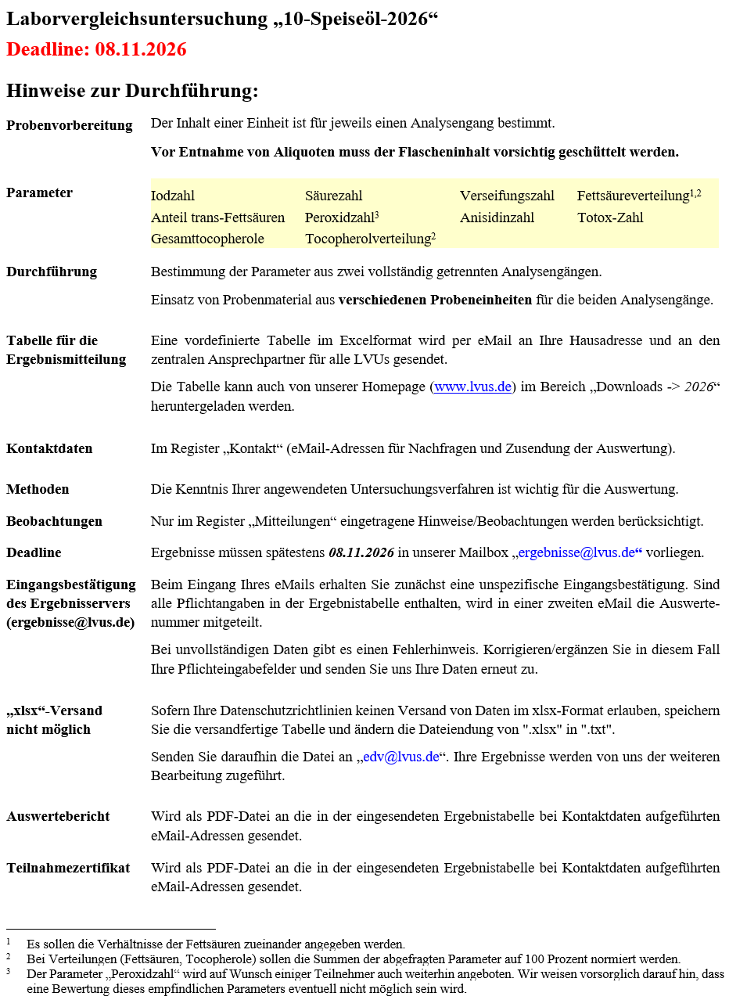 Laborvergleichsuntersuchung „10-Speiseöl-2026“
Deadline: 08.11.2026
Hinweise zur Durchführung:
Probenvorbereitung Der Inhalt einer Einheit ist für jeweils einen Analysengang bestimmt.
Vor Entnahme von Aliquoten muss der Flascheninhalt vorsichtig geschüttelt werden.
Parameter Iodzahl Säurezahl Verseifungszahl Fettsäureverteilung1,2
Anteil trans-Fettsäuren Peroxidzahl3 Anisidinzahl Totox-Zahl
Gesamttocopherole Tocopherolverteilung2
Durchführung Bestimmung der Parameter aus zwei vollständig getrennten Analysengängen.
Einsatz von Probenmaterial aus verschiedenen Probeneinheiten für die beiden Analysengänge.
Tabelle für die Eine vordefinierte Tabelle im Excelformat wird per eMail an Ihre Hausadresse und an den
Ergebnismitteilung zentralen Ansprechpartner für alle LVUs gesendet.
Die Tabelle kann auch von unserer Homepage (www.lvus.de) im Bereich „Downloads -> 2026“
heruntergeladen werden.
Kontaktdaten Im Register „Kontakt“ (eMail-Adressen für Nachfragen und Zusendung der Auswertung).
Methoden Die Kenntnis Ihrer angewendeten Untersuchungsverfahren ist wichtig für die Auswertung.
Beobachtungen Nur im Register „Mitteilungen“ eingetragene Hinweise/Beobachtungen werden berücksichtigt.
Deadline Ergebnisse müssen spätestens 08.11.2026 in unserer Mailbox „ergebnisse@lvus.de“ vorliegen.
Eingangsbestätigung Beim Eingang Ihres eMails erhalten Sie zunächst eine unspezifische Eingangsbestätigung. Sind
des Ergebnisservers alle Pflichtangaben in der Ergebnistabelle enthalten, wird in einer zweiten eMail die Auswerte-
(ergebnisse@lvus.de) nummer mitgeteilt.
Bei unvollständigen Daten gibt es einen Fehlerhinweis. Korrigieren/ergänzen Sie in diesem Fall
Ihre Pflichteingabefelder und senden Sie uns Ihre Daten erneut zu.
„xlsx“-Versand Sofern Ihre Datenschutzrichtlinien keinen Versand von Daten im xlsx-Format erlauben, speichern
nicht möglich Sie die versandfertige Tabelle und ändern die Dateiendung von ".xlsx" in ".txt".
Senden Sie daraufhin die Datei an „edv@lvus.de“. Ihre Ergebnisse werden von uns der weiteren
Bearbeitung zugeführt.
Auswertebericht Wird als PDF-Datei an die in der eingesendeten Ergebnistabelle bei Kontaktdaten aufgeführten
eMail-Adressen gesendet.
Teilnahmezertifikat Wird als PDF-Datei an die in der eingesendeten Ergebnistabelle bei Kontaktdaten aufgeführten
eMail-Adressen gesendet.
1 Es sollen die Verhältnisse der Fettsäuren zueinander angegeben werden.
2 Bei Verteilungen (Fettsäuren, Tocopherole) sollen die Summen der abgefragten Parameter auf 100 Prozent normiert werden.
3 Der Parameter „Peroxidzahl“ wird auf Wunsch einiger Teilnehmer auch weiterhin angeboten. Wir weisen vorsorglich darauf hin, dass
eine Bewertung dieses empfindlichen Parameters eventuell nicht möglich sein wird.